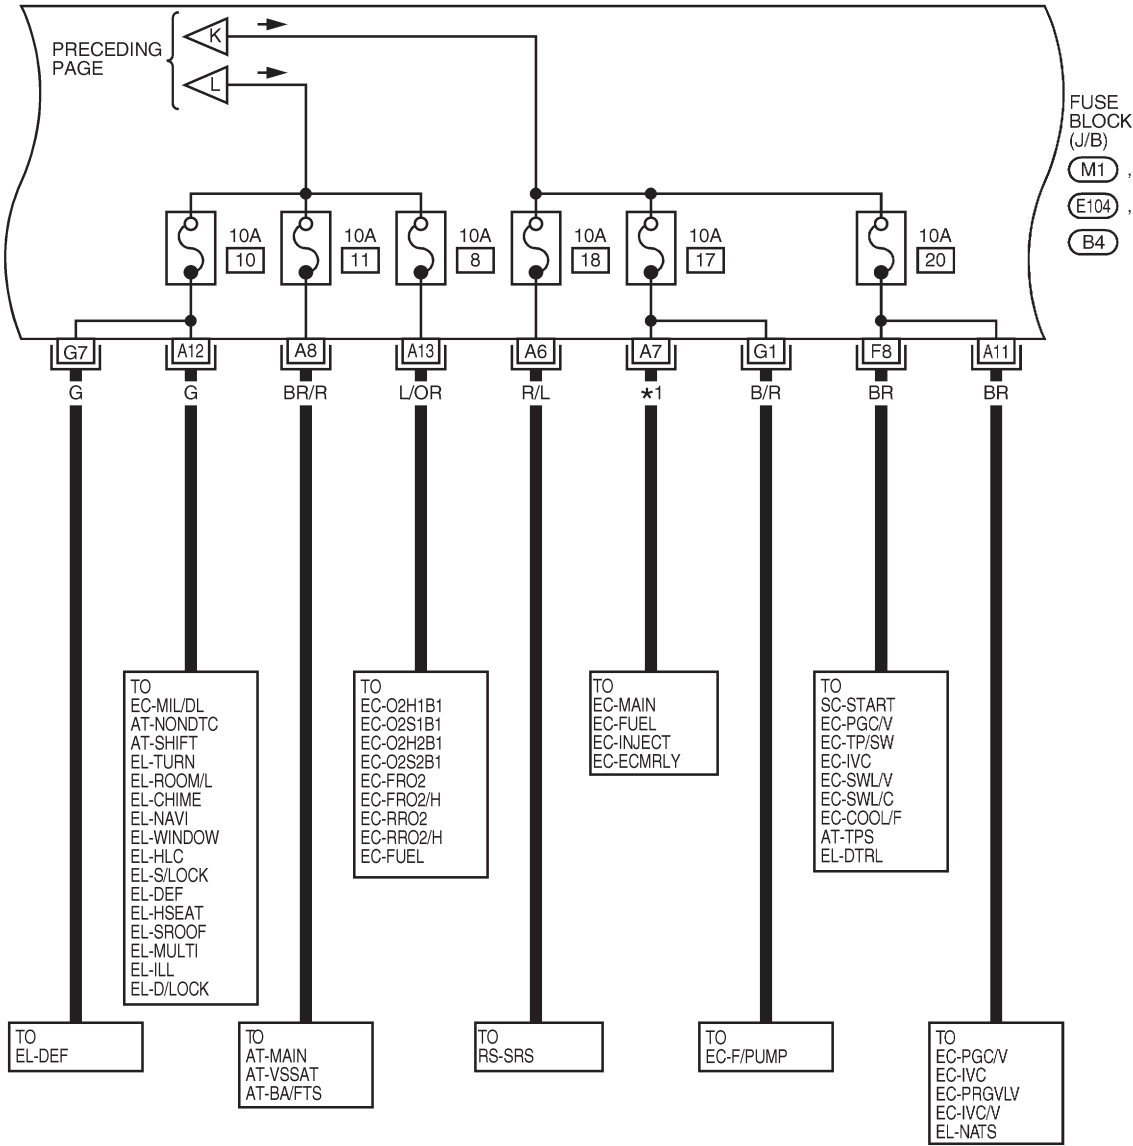 PRECEDING
PAGE
K
L
FUSE
BLOCK
(J/B)
M1 ,
E104 ,
B4
10A
10
10A
11
10A
8
10A
18
10A
17
10A
20
G7
A12
A8
A13
A6
A7
G1
F8
A11
G
G
BR/R
L/OR
R/L
*1
B/R
BR
BR
TO
EC-MIL/DL
AT-NONDTC
AT-SHIFT
EL-TURN
EL-ROOM/L
EL-CHIME
EL-NAVI
EL-WINDOW
EL-HLC
EL-S/LOCK
EL-DEF
EL-HSEAT
EL-SROOF
EL-MULTI
EL-ILL
EL-D/LOCK
TO
EC-O2H1B1
EC-O2S1B1
EC-O2H2B1
EC-O2S2B1
EC-FRO2
EC-FRO2/H
EC-RRO2
EC-RRO2/H
EC-FUEL
TO
EC-MAIN
EC-FUEL
EC-INJECT
EC-ECMRLY
TO
SC-START
EC-PGC/V
EC-TP/SW
EC-IVC
EC-SWL/V
EC-SWL/C
EC-COOL/F
AT-TPS
EL-DTRL
TO
EL-DEF
TO
AT-MAIN
AT-VSSAT
AT-BA/FTS
TO
RS-SRS
TO
EC-F/PUMP
TO
EC-PGC/V
EC-IVC
EC-PRGVLV
EC-IVC/V
EL-NATS